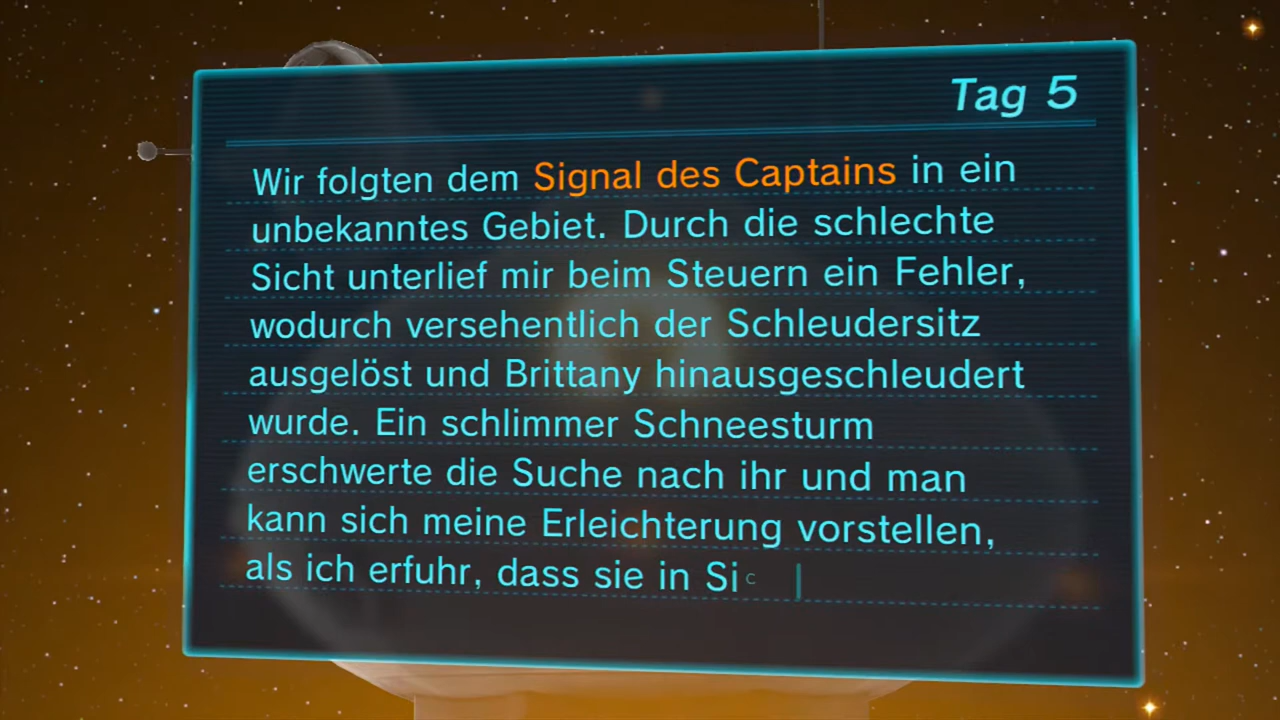 Tag 5
Wir folgten dem Signal des Captains in ein
unbekanntes Gebiet. Durch die schlechte
Sicht unterlief mir beim Steuern ein Fehler,
wodurch versehentlich der Schleudersitz
ausgelöst und Brittany hinausgeschleudert
wurde. Ein schlimmer Schneesturm
erschwerte die Suche nach ihr und man
kann sich meine Erleichterung vorstellen,
als ich erfuhr, dass sie in Sic